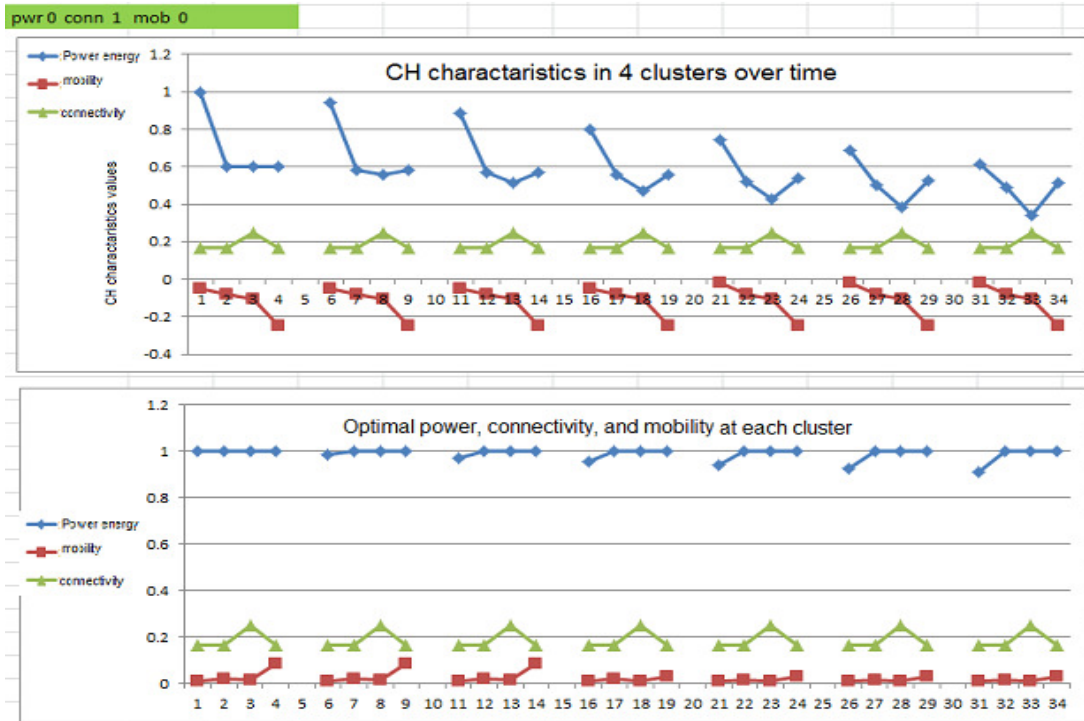 pwr 0 conn 1 mob 0
CH charactaristics in 4 clusters over time
Power energy
mobility
connectivity
CH charactaristics values
1.2
1
0.8
0.6
0.4
0.2
0
-0.2
-0.4
1 2 3 4 5 6 7 8 9 10 11 12 13 14 15 16 17 18 19 20 21 22 23 24 25 26 27 28 29 30 31 32 33 34
Optimal power, connectivity, and mobility at each cluster
Power energy
mobility
connectivity
1.2
1
0.8
0.6
0.4
0.2
0
1 2 3 4 5 6 7 8 9 10 11 12 13 14 15 16 17 18 19 20 21 22 23 24 25 26 27 28 29 30 31 32 33 34